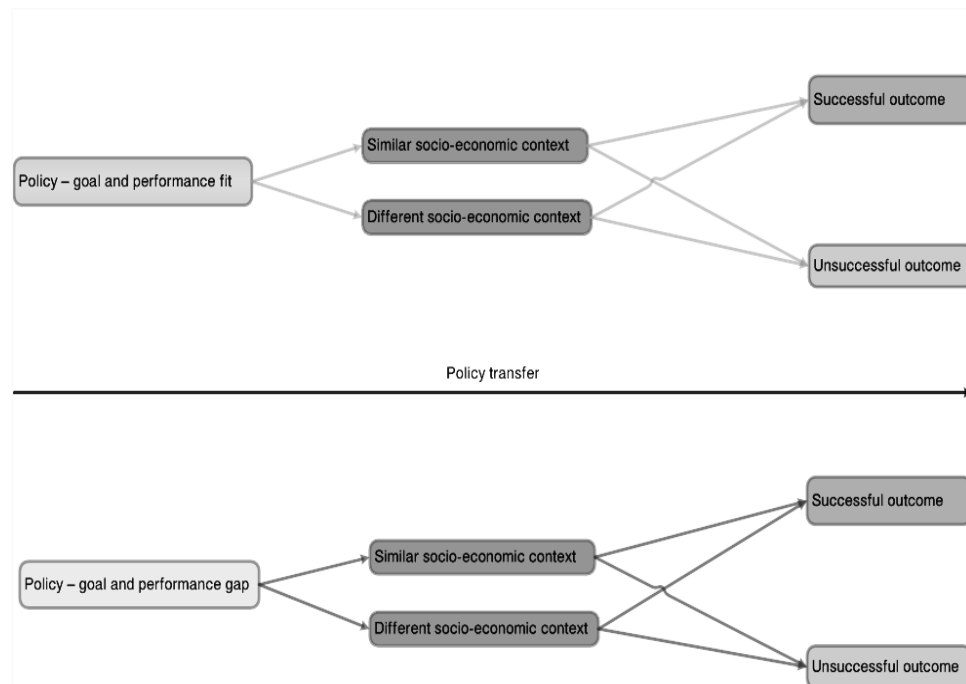 Successful outcome
Similar socio-economic context
Policy – goal and performance fit
Different socio-economic context
Unsuccessful outcome
Policy transfer
Successful outcome
Similar socio-economic context
Policy – goal and performance gap
Different socio-economic context
Unsuccessful outcome